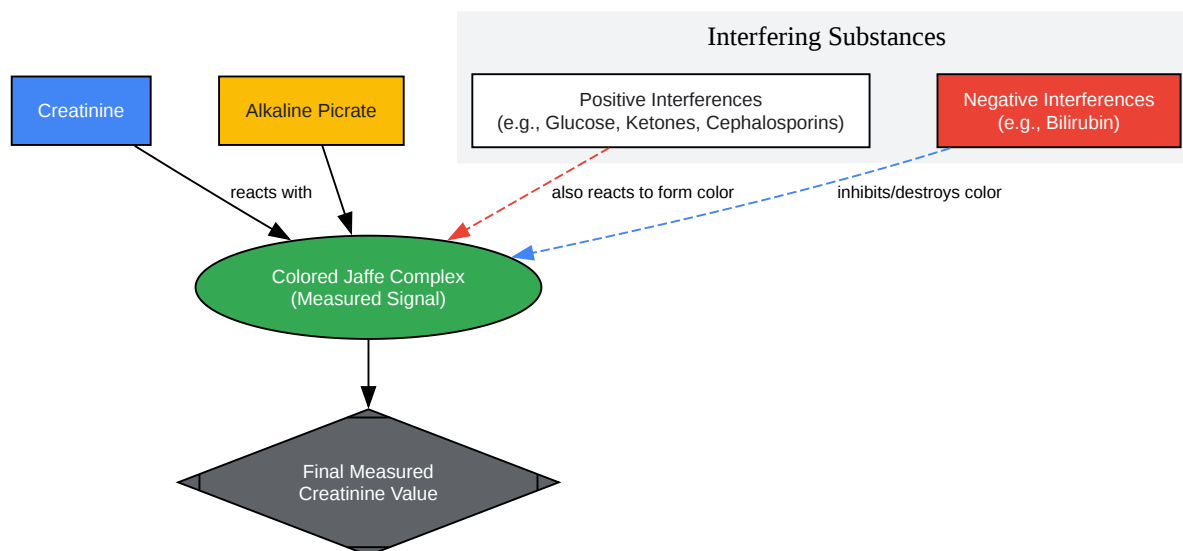 Interfering Substances
Creatinine
Alkaline Picrate
Positive Interferences
(e.g., Glucose, Ketones, Cephalosporins)
Negative Interferences
(e.g., Bilirubin)
reacts with
also reacts to form color
inhibits/destroys color
Colored Jaffe Complex
(Measured Signal)
Final Measured
Creatinine Value